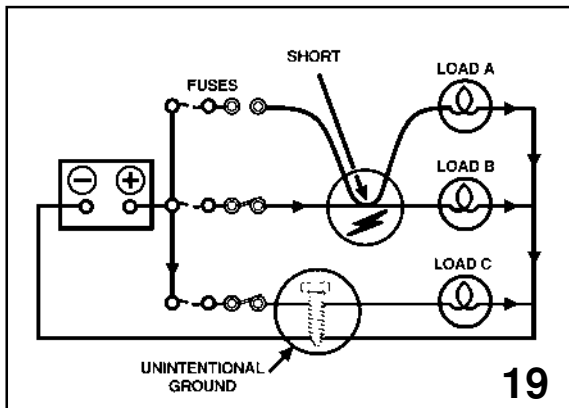 SHORT
FUSES
LOAD A
− +
LOAD B
LOAD C
UNINTENTIONAL
GROUND
19